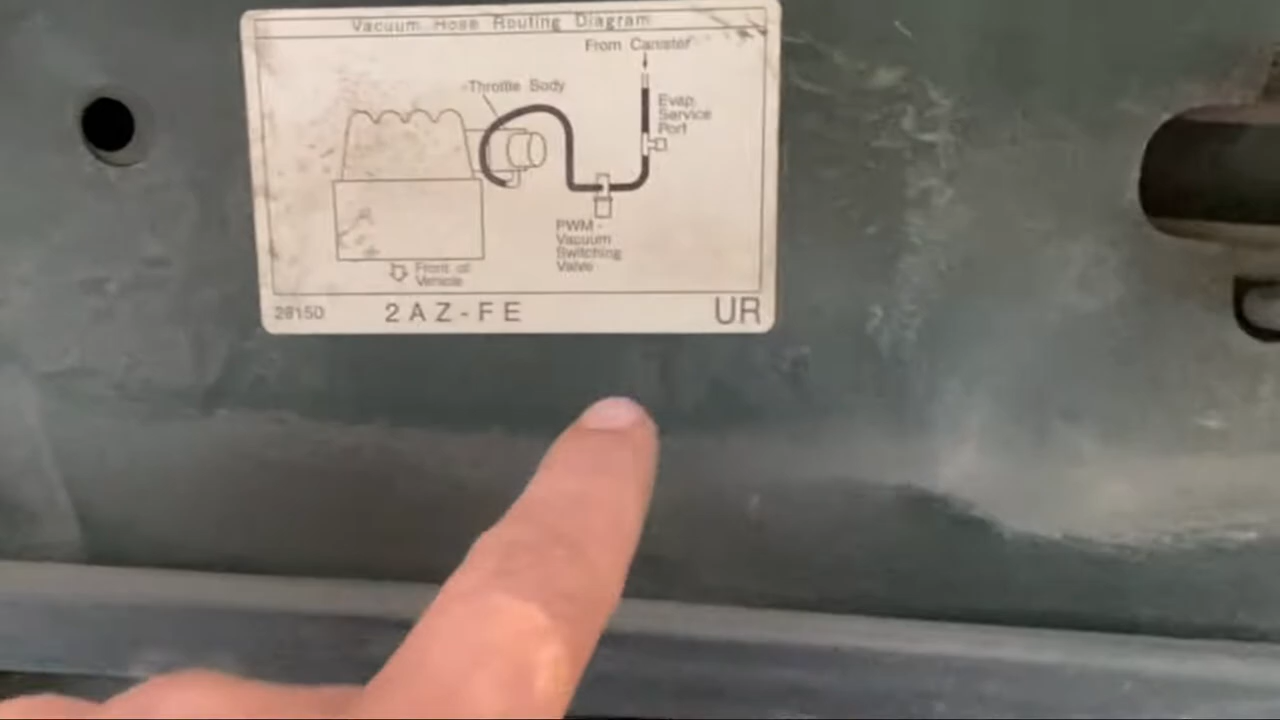 Vacuum Hose Routing Diagram
From Canister
Throttle Body
Evap
Service
Port
PWM -
Vacuum
Switching
Valve
Front of
Vehicle
28150
2AZ-FE
UR